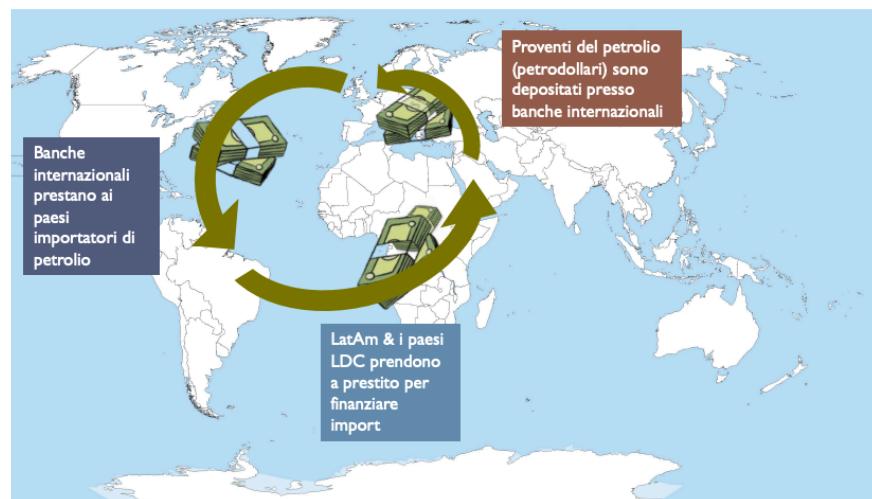 Proventi del petrolio
(petrodollari) sono
depositati presso
banche internazionali
Banche
internazionali
prestano ai
paesi
importatori di
petrolio
LatAm & i paesi
LDC prendono
a prestito per
finanziare
import